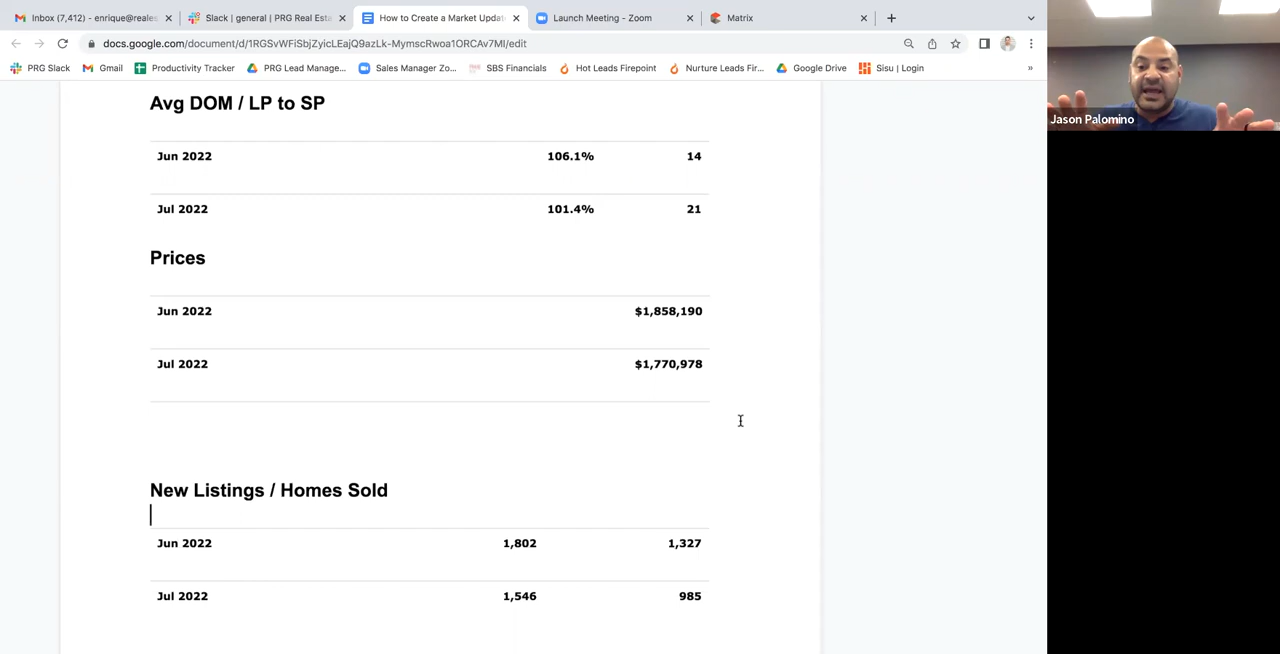 Inbox (7,412) - enrique@reales
Slack | general | PRG Real Esta
How to Create a Market Updat
Launch Meeting - Zoom
Matrix
docs.google.com/document/d/1RGSvWFiSbjZyicLEajQ9azLk-MymscRwoa1ORCAv7MI/edit
PRG Slack
Gmail
Productivity Tracker
PRG Lead Manage...
Sales Manager Zo...
SBS Financials
Hot Leads Firepoint
Nurture Leads Fir...
Google Drive
Sisu | Login
»
Jason Palomino
Avg DOM / LP to SP
Jun 2022 106.1% 14
Jul 2022 101.4% 21
Prices
Jun 2022 $1,858,190
Jul 2022 $1,770,978
New Listings / Homes Sold
Jun 2022 1,802 1,327
Jul 2022 1,546 985